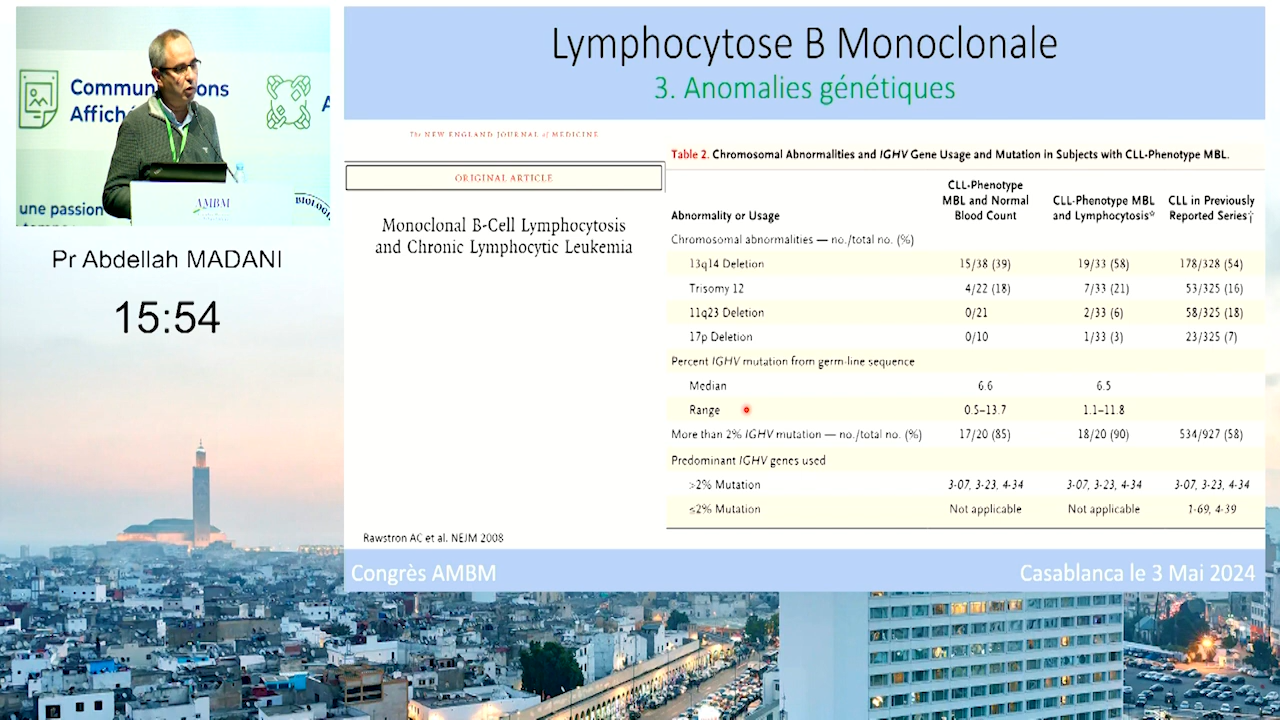 Communications
Affich
une passion
AMBM
Pr Abdellah MADANI
15:54
Lymphocytose B Monoclonale
3. Anomalies génétiques
The NEW ENGLAND JOURNAL of MEDICINE
ORIGINAL ARTICLE
Monoclonal B-Cell Lymphocytosis
and Chronic Lymphocytic Leukemia
Rawstron AC et al. NEJM 2008
Table 2. Chromosomal Abnormalities and IGHV Gene Usage and Mutation in Subjects with CLL-Phenotype MBL.
Abnormality or Usage
CLL-Phenotype
MBL and Normal
Blood Count
CLL-Phenotype MBL
and Lymphocytosis*
CLL in Previously
Reported Series†
Chromosomal abnormalities — no./total no. (%)
13q14 Deletion 15/38 (39) 19/33 (58) 178/328 (54)
Trisomy 12 4/22 (18) 7/33 (21) 53/325 (16)
11q23 Deletion 0/21 2/33 (6) 58/325 (18)
17p Deletion 0/10 1/33 (3) 23/325 (7)
Percent IGHV mutation from germ-line sequence
Median 6.6 6.5
Range 0.5–13.7 1.1–11.8
More than 2% IGHV mutation — no./total no. (%) 17/20 (85) 18/20 (90) 534/927 (58)
Predominant IGHV genes used
>2% Mutation 3-07, 3-23, 4-34 3-07, 3-23, 4-34 3-07, 3-23, 4-34
≤2% Mutation Not applicable Not applicable 1-69, 4-39
Congrès AMBM
Casablanca le 3 Mai 2024